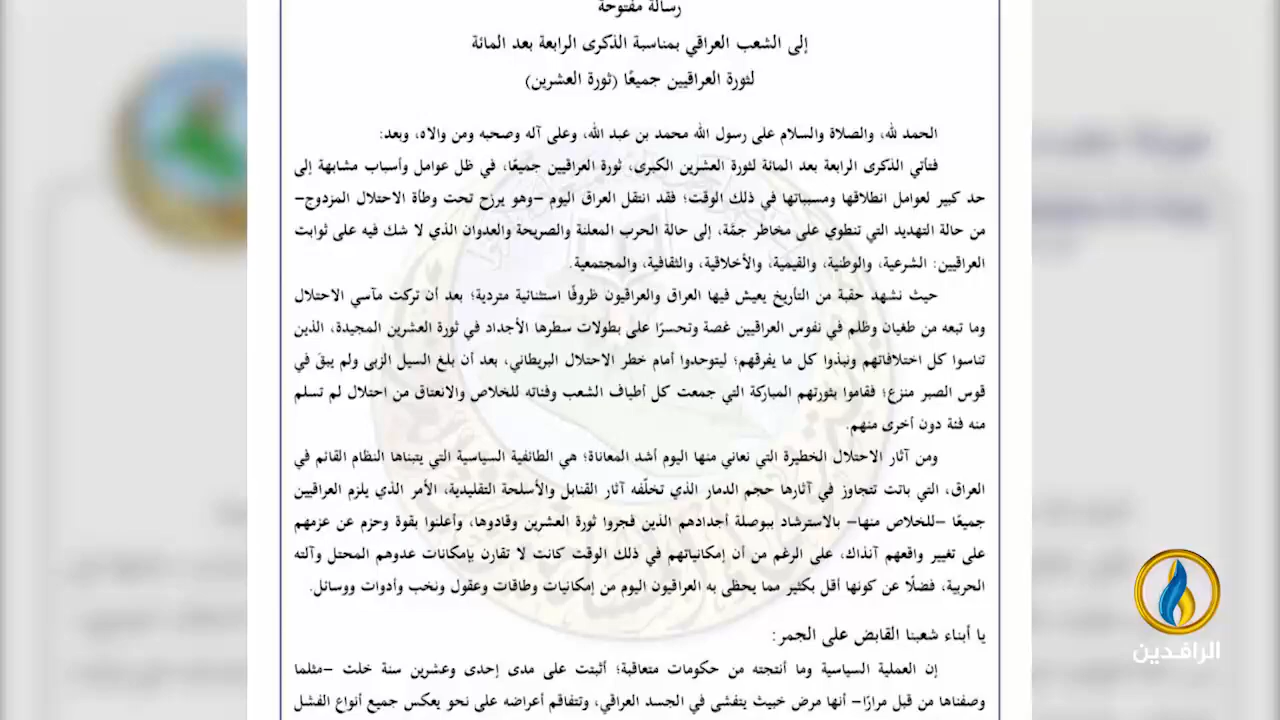 رسالة مفتوحة
إلى الشعب العراقي بمناسبة الذكرى الرابعة بعد المائة
لثورة العراقيين جميعًا (ثورة العشرين)
الحمد لله، والصلاة والسلام على رسول الله محمد بن عبد الله، وعلى آله وصحبه ومن والاه، وبعد:
فتأتي الذكرى الرابعة بعد المائة لثورة العشرين الكبرى، ثورة العراقيين جميعًا، في ظل عوامل وأسباب مشابهة إلى
حد كبير لعوامل انطلاقها ومسبباتها في ذلك الوقت؛ فقد انتقل العراق اليوم –وهو يرزح تحت وطأة الاحتلال المزدوج–
من حالة التهديد التي تنطوي على مخاطر جمّة، إلى حالة الحرب المعلنة والصريحة والعدوان الذي لا شك فيه على ثوابت
العراقيين: الشرعية، والوطنية، والقيمية، والأخلاقية، والثقافية، والمجتمعية.
حيث نشهد حقبة من التأريخ يعيش فيها العراق والعراقيون ظروفًا استثنائية متردية؛ بعد أن تركت مآسي الاحتلال
وما تبعه من طغيان وظلم في نفوس العراقيين غصة وتحسرًا على بطولات سطرها الأجداد في ثورة العشرين المجيدة، الذين
تناسوا كل اختلافاتهم ونبذوا كل ما يفرقهم؛ ليتوحدوا أمام خطر الاحتلال البريطاني، بعد أن بلغ السيل الزبى ولم يبقَ في
قوس الصبر منزع؛ فقاموا بثورتهم المباركة التي جمعت كل أطياف الشعب وفئاته للخلاص والانعتاق من احتلال لم تسلم
منه فئة دون أخرى منهم.
ومن آثار الاحتلال الخطيرة التي نعاني منها اليوم أشد المعاناة؛ هي الطائفية السياسية التي يتبناها النظام القائم في
العراق، التي باتت تتجاوز في آثارها حجم الدمار الذي تخلّفه آثار القنابل والأسلحة التقليدية، الأمر الذي يلزم العراقيين
جميعًا –للخلاص منها– بالاسترشاد ببوصلة أجدادهم الذين فجروا ثورة العشرين وقادوها، وأعلنوا بقوة وحزم عن عزمهم
على تغيير واقعهم آنذاك، على الرغم من أن إمكانياتهم في ذلك الوقت كانت لا تقارن بإمكانات عدوهم المحتل وآلته
الحربية، فضلًا عن كونها أقل بكثير مما يحظى به العراقيون اليوم من إمكانيات وطاقات وعقول ونخب وأدوات ووسائل.
يا أبناء شعبنا القابض على الجمر:
إن العملية السياسية وما أنتجته من حكومات متعاقبة؛ أثبتت على مدى إحدى وعشرين سنة خلت –مثلما
وصفناها من قبل مرارًا– أنها مرض خبيث يتفشى في الجسد العراقي، وتتفاقم أعراضه على نحو يعكس جميع أنواع الفشل
الرافدين